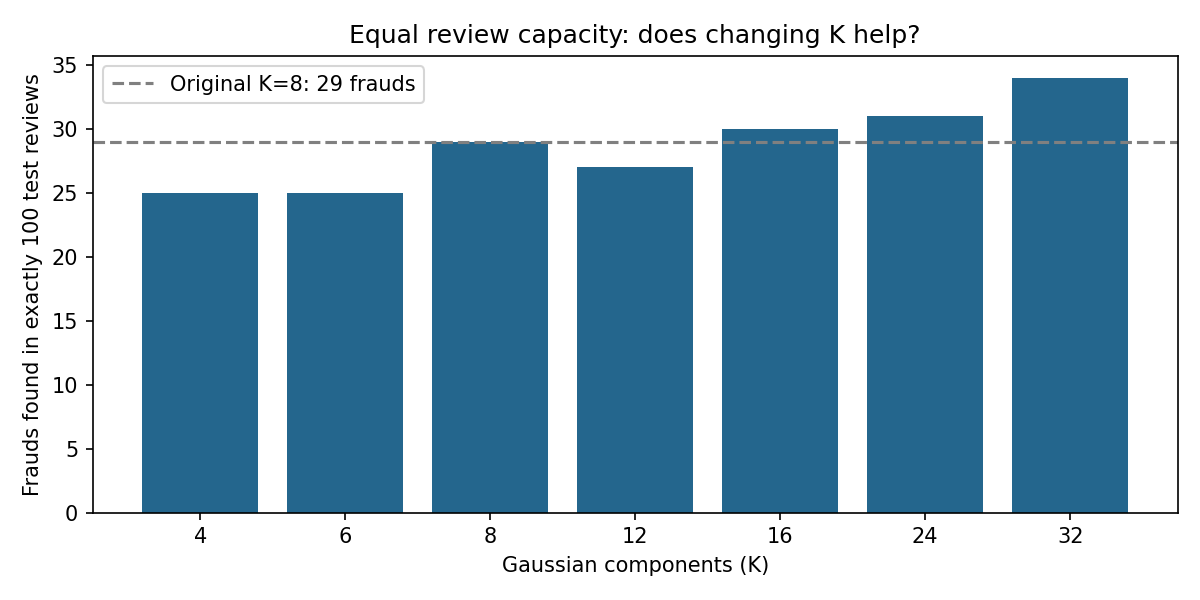 Equal review capacity: does changing K help?
Original K=8: 29 frauds
Frauds found in exactly 100 test reviews
35
30
25
20
15
10
5
0
4 6 8 12 16 24 32
Gaussian components (K)